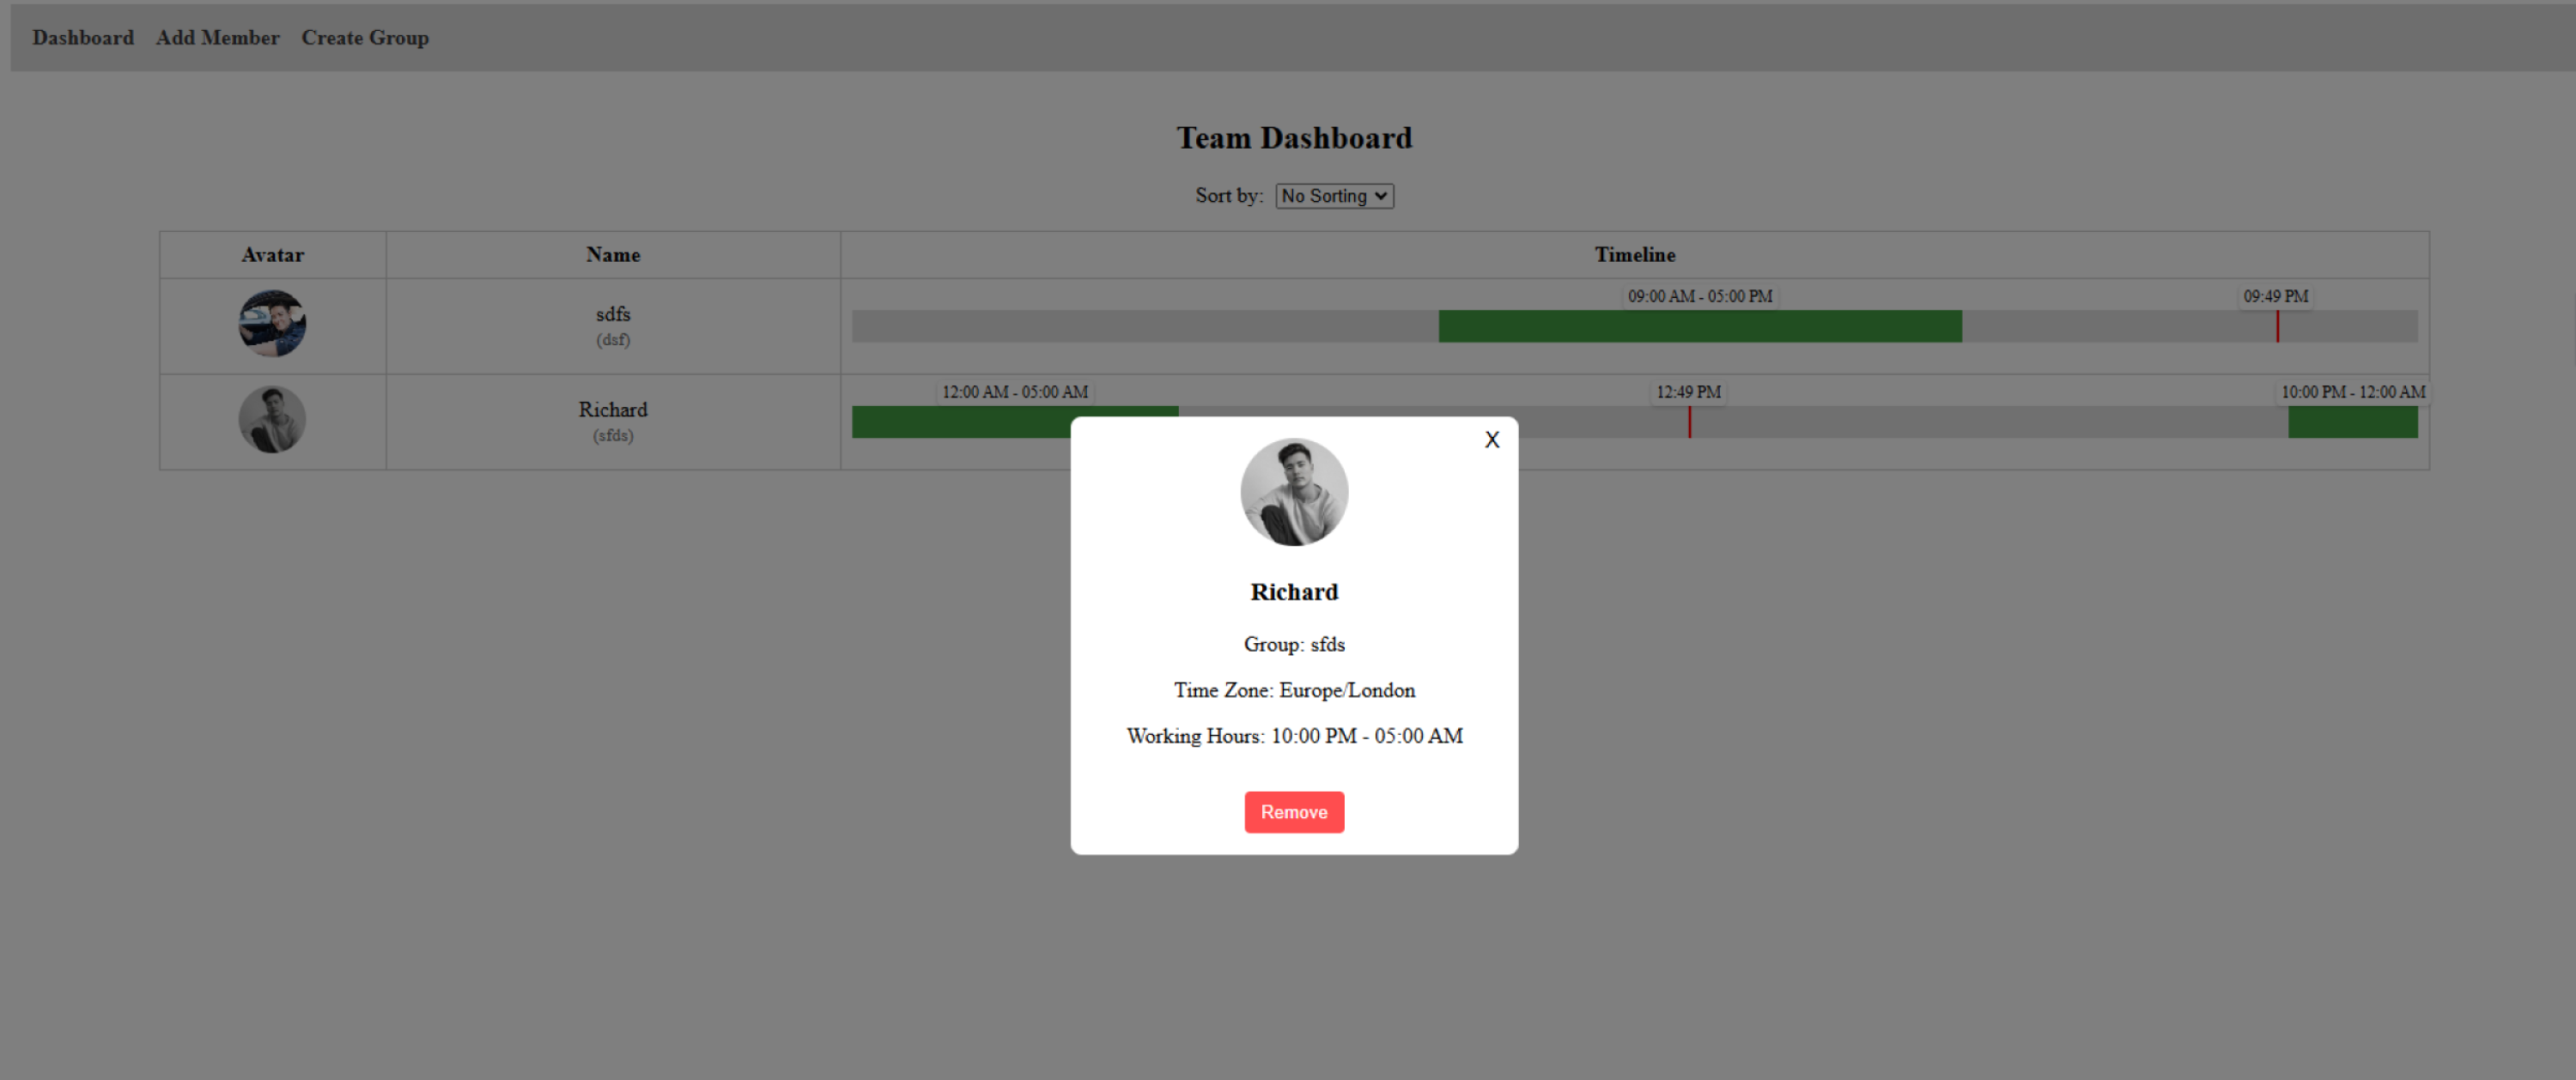 Dashboard Add Member Create Group
Team Dashboard
Sort by: No Sorting
Avatar Name Timeline
09:00 AM - 05:00 PM 09:49 PM
sdfs
(dsf)
12:00 AM - 05:00 AM 12:49 PM 10:00 PM - 12:00 AM
Richard
(sfds)
X
Richard
Group: sfds
Time Zone: Europe/London
Working Hours: 10:00 PM - 05:00 AM
Remove